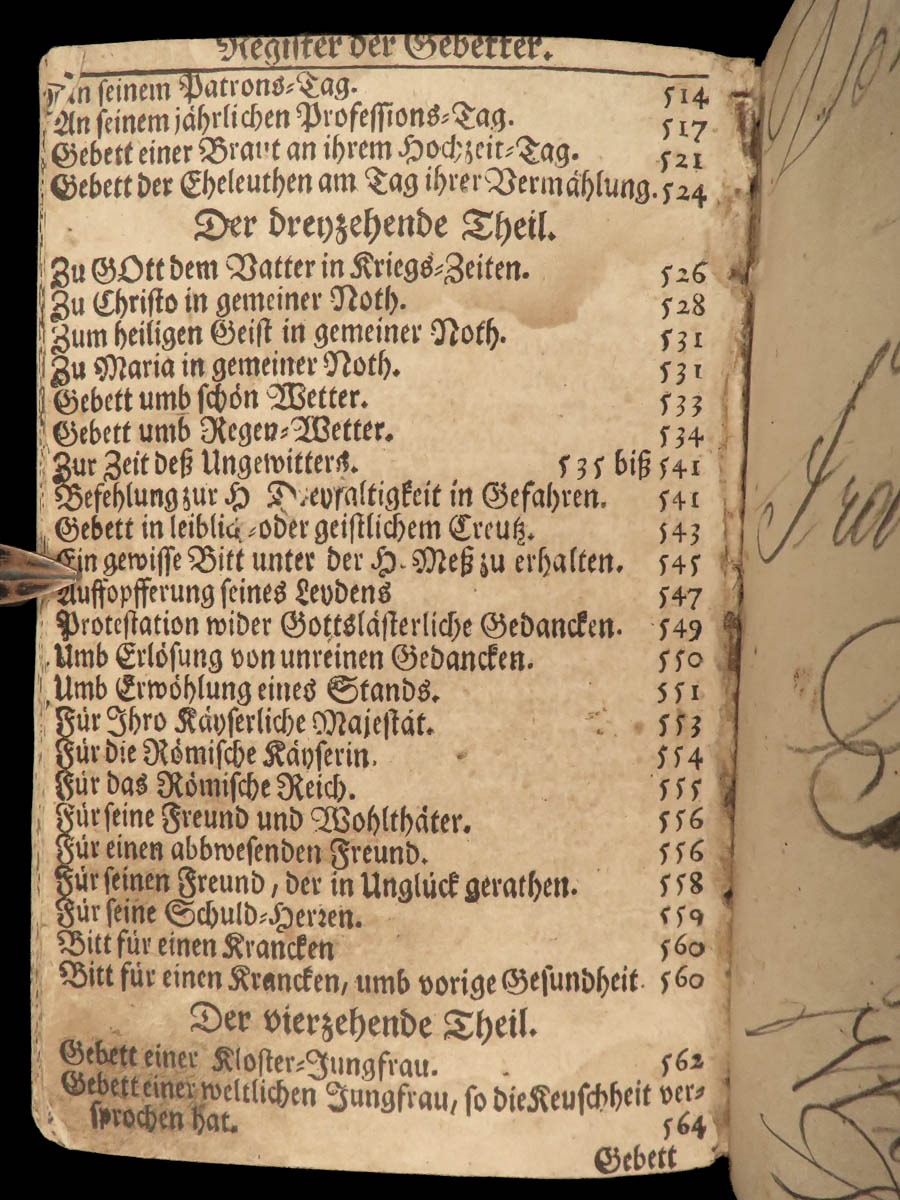 Register der Gebetter.
An seinem Patrons-Tag. 514
An seinem jährlichen Professions-Tag. 517
Gebett einer Braut an ihrem Hochzeit-Tag. 521
Gebett der Eheleuthen am Tag ihrer Vermählung. 524
Der dreyzehende Theil.
Zu GOtt dem Vatter in Kriegs-Zeiten. 526
Zu Christo in gemeiner Noth. 528
Zum heiligen Geist in gemeiner Noth. 531
Zu Maria in gemeiner Noth. 531
Gebett umb schön Wetter. 533
Gebett umb Regen-Wetter. 534
Zur Zeit deß Ungewitters. 535 biß 541
Befehlung zur H Dreyfaltigkeit in Gefahren. 541
Gebett in leiblich-oder geistlichem Creutz. 543
Ein gewisse Bitt unter der H. Meß zu erhalten. 545
Auffopfferung seines Leydens 547
Protestation wider Gottslästerliche Gedancken. 549
Umb Erlösung von unreinen Gedancken. 550
Umb Erwöhlung eines Stands. 551
Für Ihro Käyserliche Majestät. 553
Für die Römische Käyserin. 554
Für das Römische Reich. 555
Für seine Freund und Wohlthäter. 556
Für einen abbwesenden Freund. 556
Für seinen Freund, der in Unglück gerathen. 558
Für seine Schuld-Herren. 559
Bitt für einen Krancken 560
Bitt für einen Krancken, umb vorige Gesundheit. 560
Der vierzehende Theil.
Gebett einer Kloster-Jungfrau. 562
Gebett einer weltlichen Jungfrau, so die Keuschheit ver-
sprochen hat. 564
Gebett